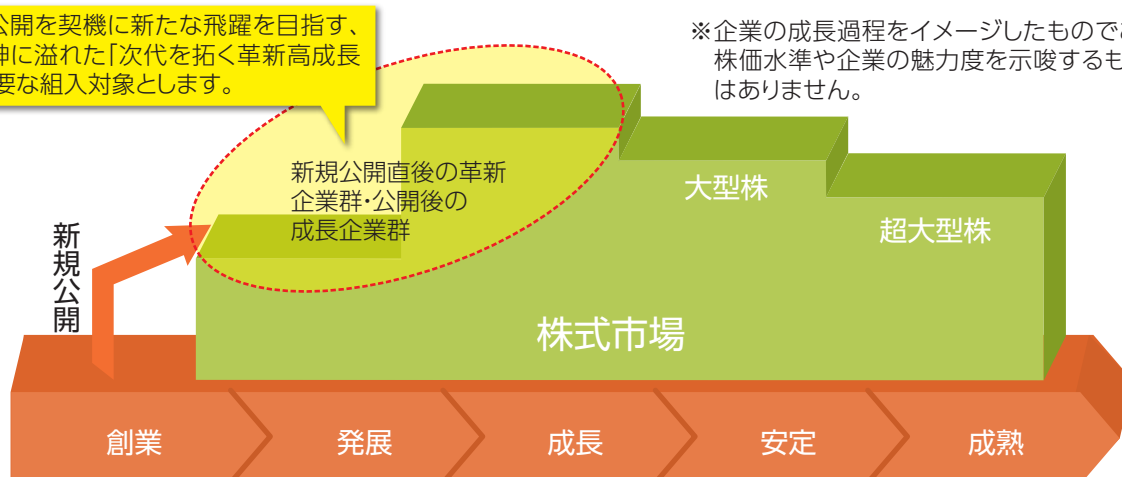 公開を契機に新たな飛躍を目指す、
神に溢れた「次代を拓く革新高成長
要な組入対象とします。
※企業の成長過程をイメージしたものであ
株価水準や企業の魅力度を示唆するも
はありません。
新規公開直後の革新
企業群・公開後の
成長企業群
大型株
超大型株
新規公開
株式市場
創業
発展
成長
安定
成熟